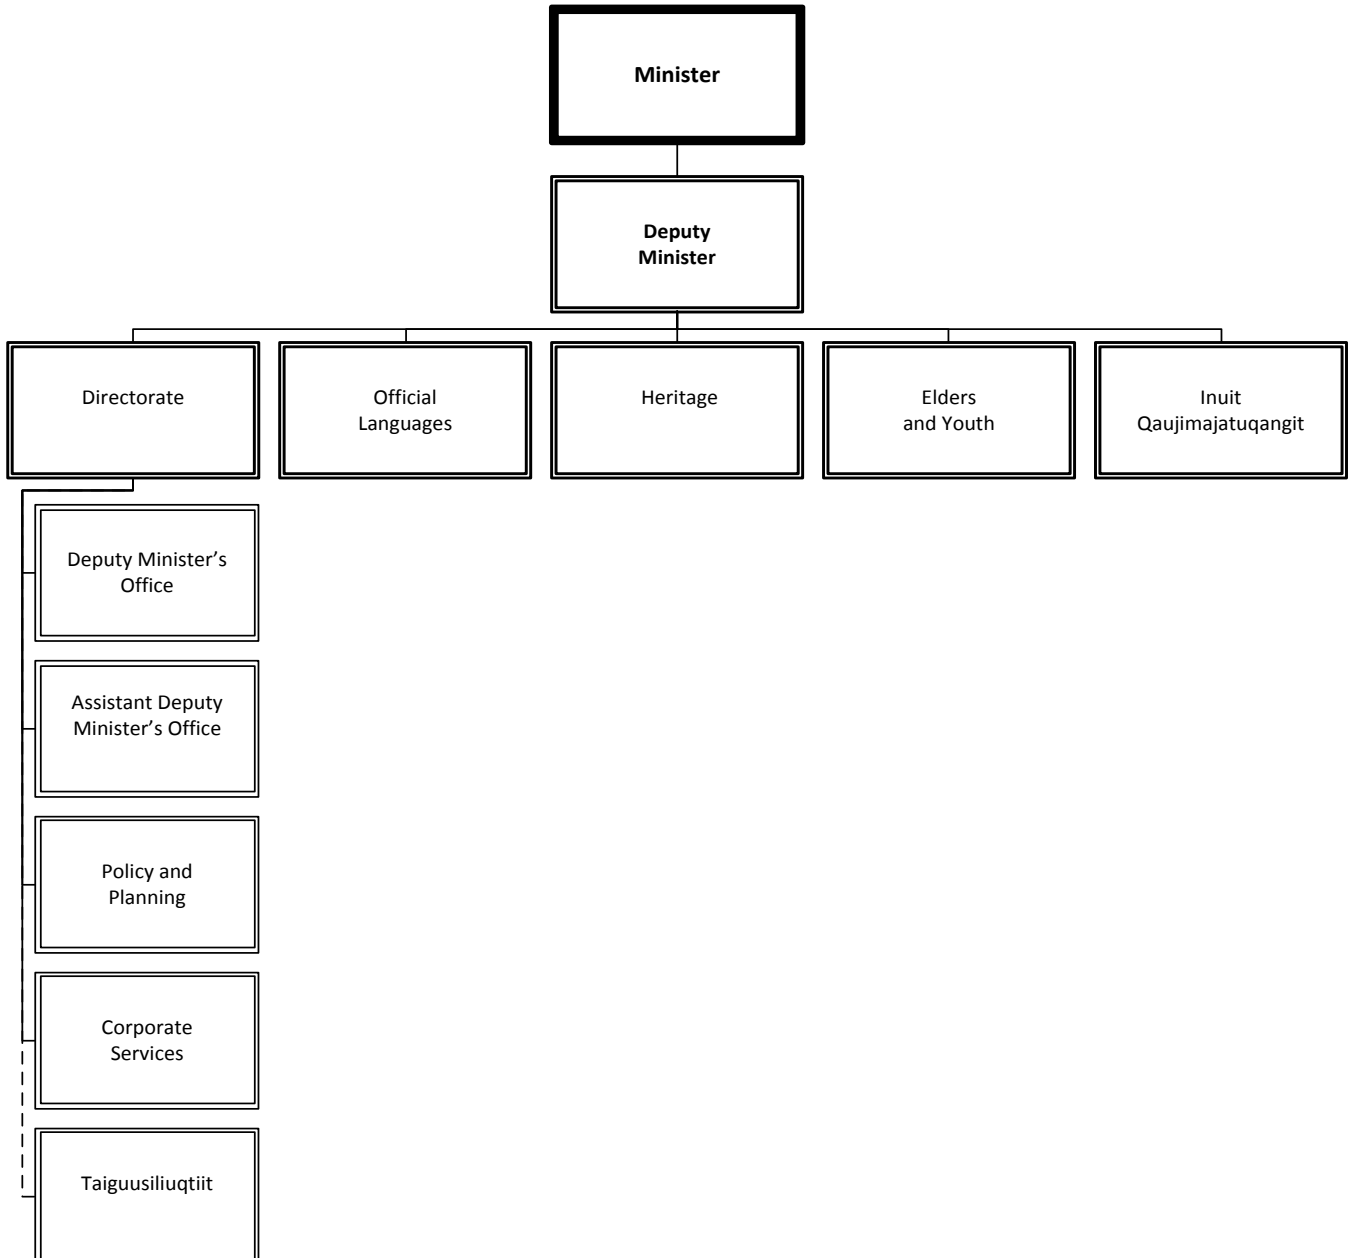 Minister
Deputy
Minister
Directorate
Official
Languages
Heritage
Elders
and Youth
Inuit
Qaujimajatuqangit
Deputy Minister’s
Office
Assistant Deputy
Minister’s Office
Policy and
Planning
Corporate
Services
Taiguusiliuqtiit